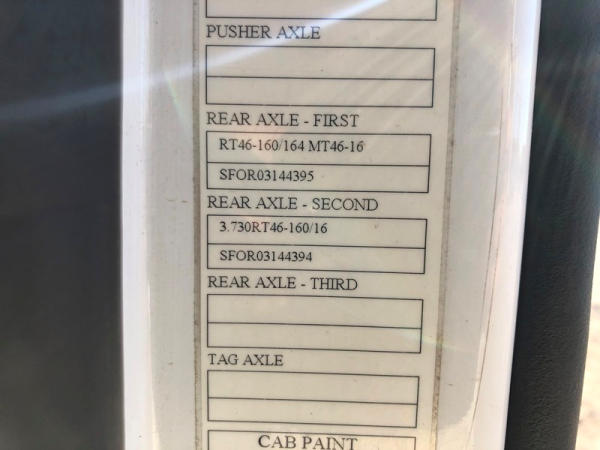 PUSHER AXLE
REAR AXLE - FIRST
RT46-160/164 MT46-16
SFOR03144395
REAR AXLE - SECOND
3.730RT46-160/16
SFOR03144394
REAR AXLE - THIRD
TAG AXLE
CAB PAINT